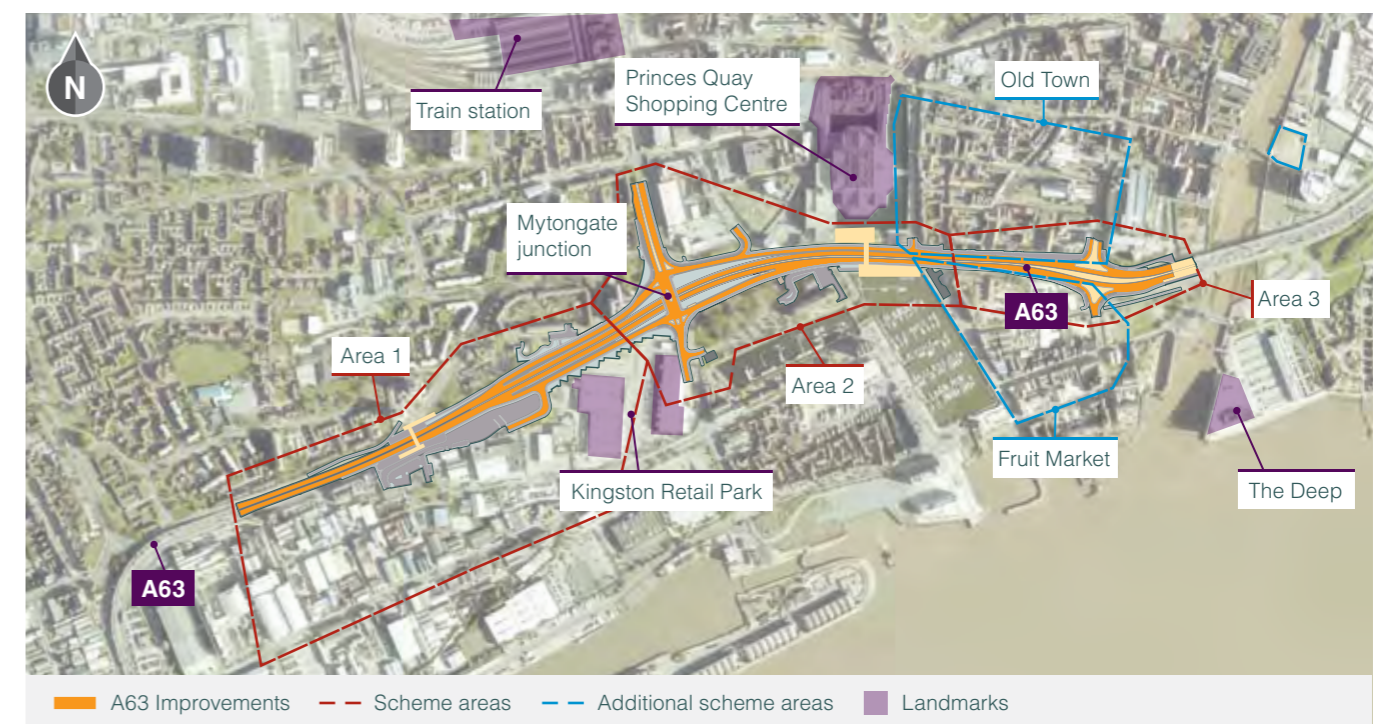 N
Train station
Princes Quay
Shopping Centre
Old Town
Mytongate
junction
A63
Area 3
Area 1
Area 2
Fruit Market
Kingston Retail Park
The Deep
A63
A63 Improvements
Scheme areas
Additional scheme areas
Landmarks